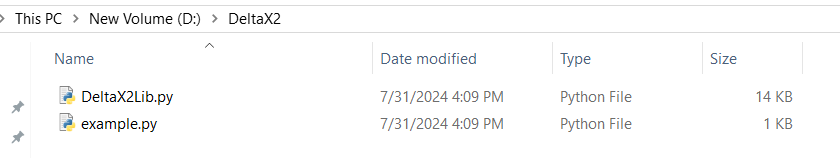 This PC > New Volume (D:) > DeltaX2
Name Date modified Type Size
DeltaX2Lib.py 7/31/2024 4:09 PM Python File 14 KB
example.py 7/31/2024 4:09 PM Python File 1 KB